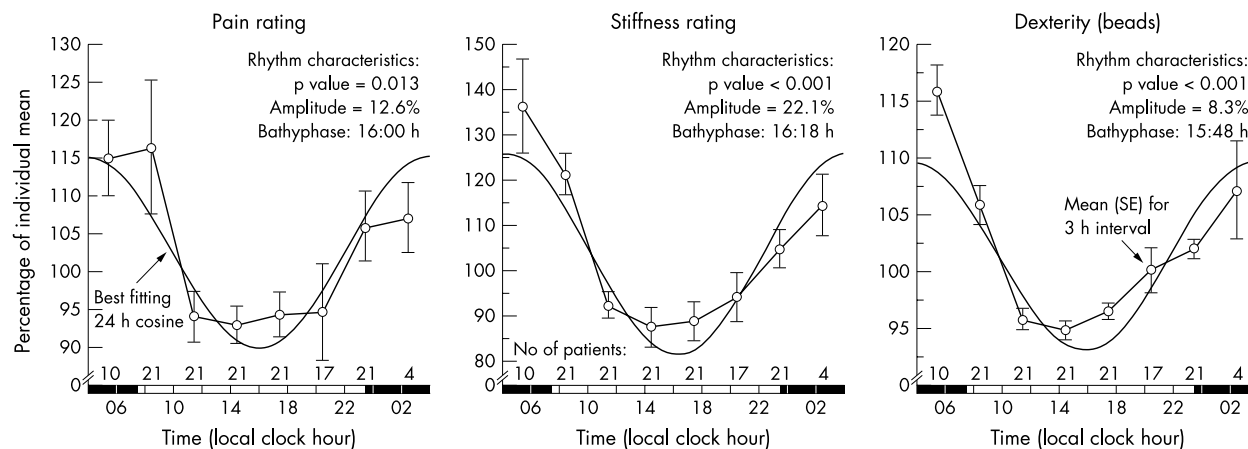 Pain rating
Percentage of individual mean
130
125
120
115
110
105
100
95
90
0
Rhythm characteristics:
p value = 0.013
Amplitude = 12.6%
Bathyphase: 16:00 h
Best fitting
24 h cosine
10 21 21 21 21 17 21 4
06 10 14 18 22 02
Time (local clock hour)
Stiffness rating
150
140
130
120
110
100
90
80
0
Rhythm characteristics:
p value < 0.001
Amplitude = 22.1%
Bathyphase: 16:18 h
No of patients:
10 21 21 21 21 17 21 4
06 10 14 18 22 02
Time (local clock hour)
Dexterity (beads)
120
115
110
105
100
95
0
Rhythm characteristics:
p value < 0.001
Amplitude = 8.3%
Bathyphase: 15:48 h
Mean (SE) for
3 h interval
10 21 21 21 21 17 21 4
06 10 14 18 22 02
Time (local clock hour)